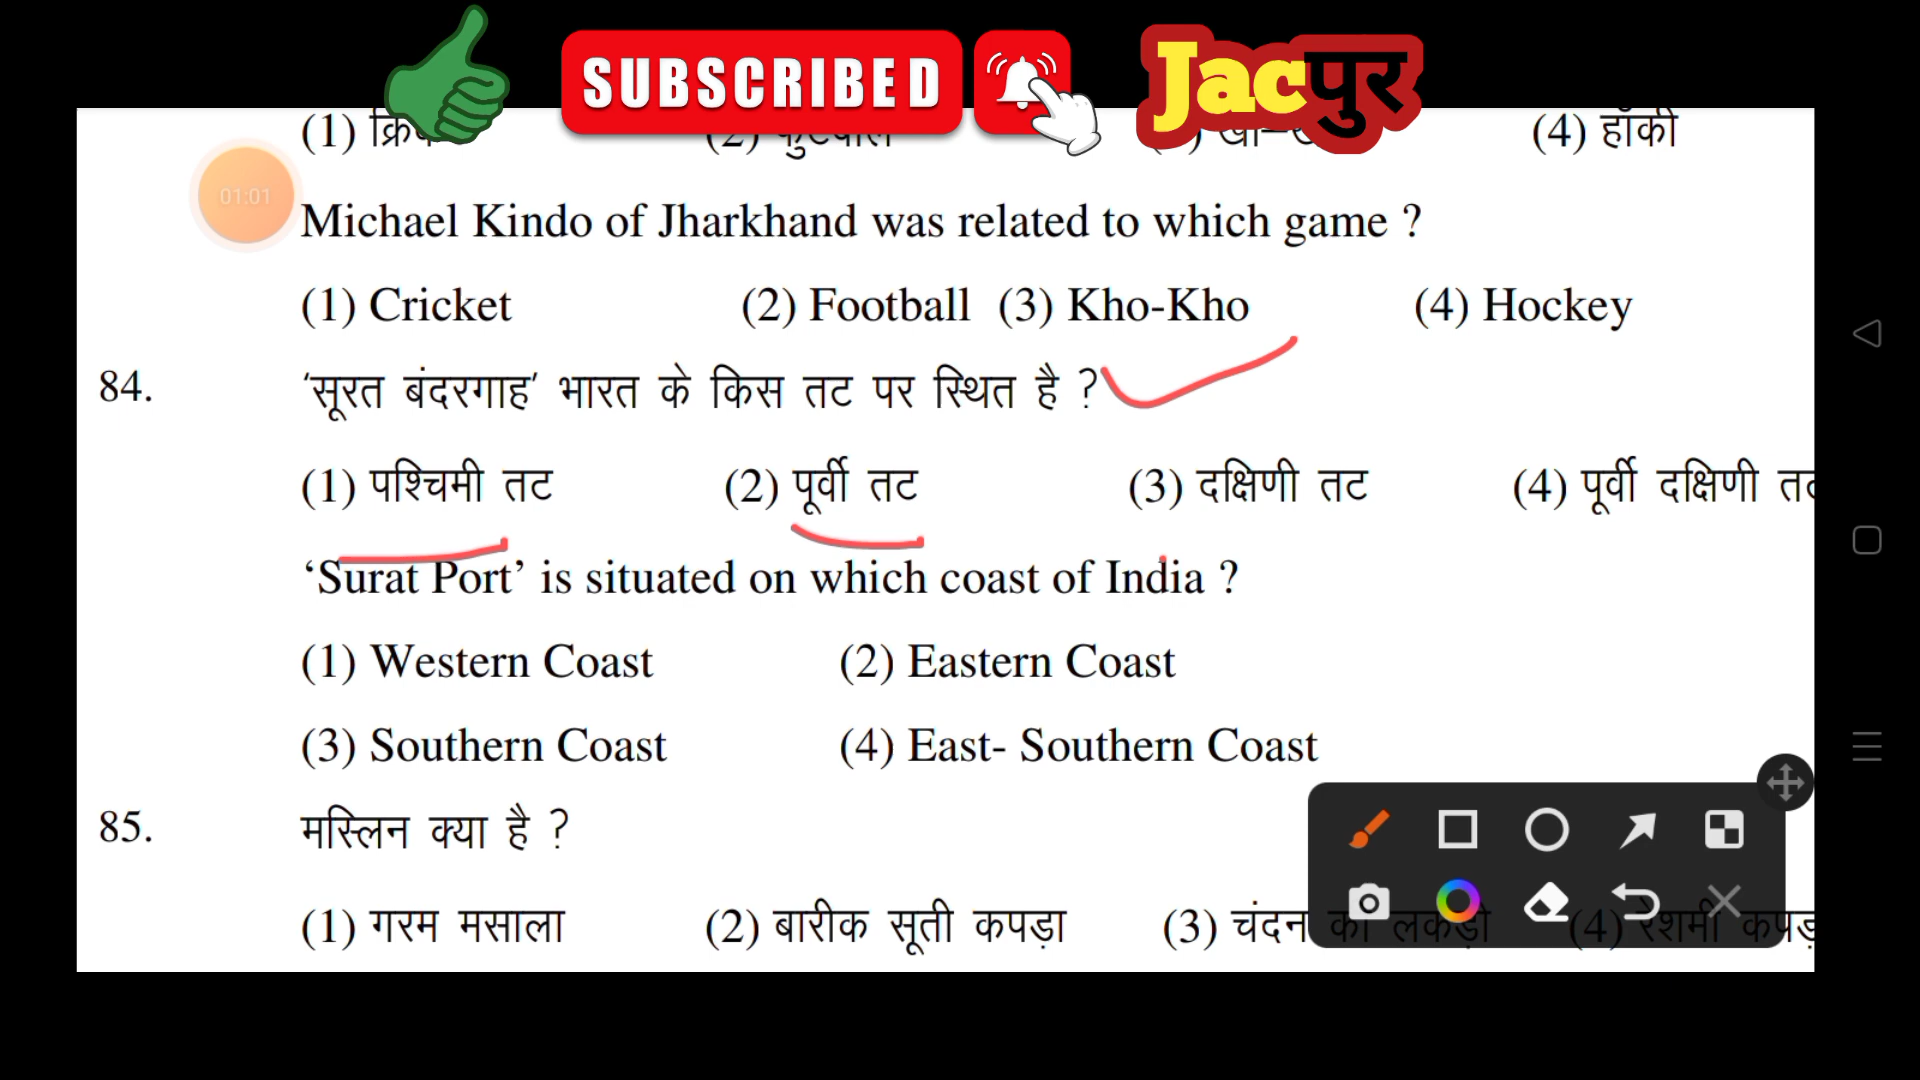 SUBSCRIBED
Jacपुर
(1) (2) फुटबॉल (4) हॉकी
01:01
Michael Kindo of Jharkhand was related to which game ?
(1) Cricket (2) Football (3) Kho-Kho (4) Hockey
84. ‘सूरत बंदरगाह’ भारत के किस तट पर स्थित है ?
(1) पश्चिमी तट (2) पूर्वी तट (3) दक्षिणी तट (4) पूर्वी दक्षिणी
‘Surat Port’ is situated on which coast of India ?
(1) Western Coast (2) Eastern Coast
(3) Southern Coast (4) East- Southern Coast
85. मस्लिन क्या है ?
(1) गरम मसाला (2) बारीक सूती कपड़ा (3) चंदन की लकड़ी (4) रेशमी